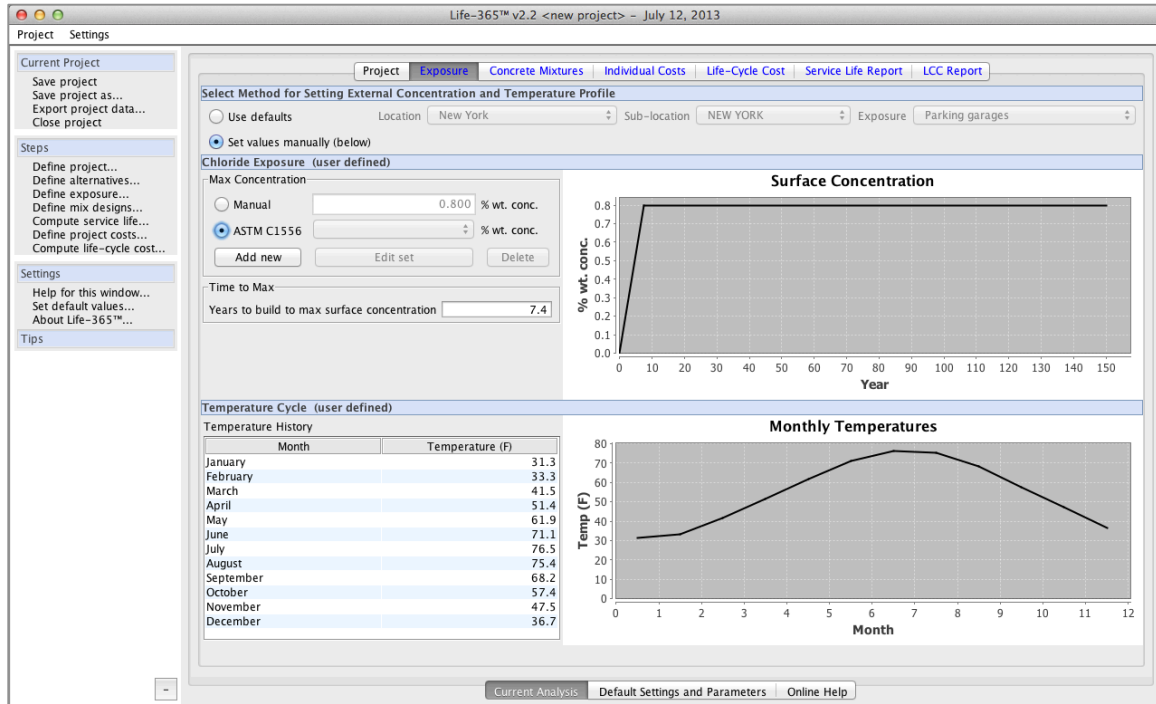 Life-365™ v2.2 <new project> – July 12, 2013
Project Settings
Current Project
Save project
Save project as...
Export project data...
Close project
Steps
Define project...
Define alternatives...
Define exposure...
Define mix designs...
Compute service life...
Define project costs...
Compute life-cycle cost...
Settings
Help for this window...
Set default values...
About Life-365™...
Tips
-
Project Exposure Concrete Mixtures Individual Costs Life-Cycle Cost Service Life Report LCC Report
Select Method for Setting External Concentration and Temperature Profile
Use defaults Location New York Sub-location NEW YORK Exposure Parking garages
Set values manually (below)
Chloride Exposure (user defined)
Max Concentration
Manual 0.800 % wt. conc.
ASTM C1556 % wt. conc.
Add new Edit set Delete
Time to Max
Years to build to max surface concentration 7.4
Surface Concentration
% wt. conc.
0.8
0.7
0.6
0.5
0.4
0.3
0.2
0.1
0.0
0 10 20 30 40 50 60 70 80 90 100 110 120 130 140 150
Year
Temperature Cycle (user defined)
Temperature History
Month Temperature (F)
January 31.3
February 33.3
March 41.5
April 51.4
May 61.9
June 71.1
July 76.5
August 75.4
September 68.2
October 57.4
November 47.5
December 36.7
Monthly Temperatures
Temp (F)
80
70
60
50
40
30
20
10
0
0 1 2 3 4 5 6 7 8 9 10 11 12
Month
Current Analysis Default Settings and Parameters Online Help